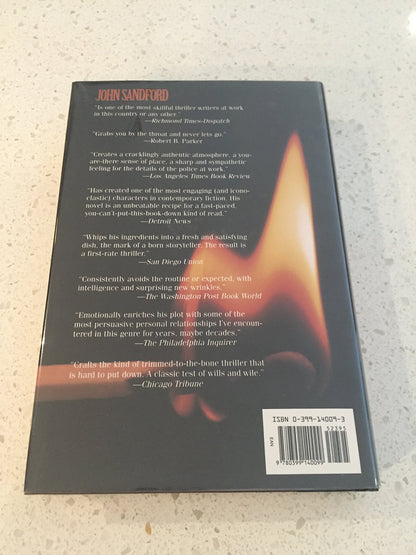 JOHN SANDFORD
"Is one of the most skillful thriller writers at work
in this country or any other."
—Richmond Times-Dispatch
"Grabs you by the throat and never lets go."
—Robert B. Parker
"Creates a cracklingly authentic atmosphere, a you-
are-there sense of place, a sharp and sympathetic
feeling for the details of the police at work."
—Los Angeles Times Book Review
"Has created one of the most engaging (and icono-
clastic) characters in contemporary fiction. His
novel is an unbeatable recipe for a fast-paced,
you-can't-put-this-book-down kind of read."
—Detroit News
"Whips his ingredients into a fresh and satisfying
dish, the mark of a born storyteller. The result is
a first-rate thriller."
—San Diego Union
"Consistently avoids the routine or expected, with
intelligence and surprising new wrinkles."
—The Washington Post Book World
"Emotionally enriches his plot with some of the
most persuasive personal relationships I've encoun-
tered in this genre for years, maybe decades."
—The Philadelphia Inquirer
"Crafts the kind of trimmed-to-the-bone thriller that
is hard to put down. A classic test of wills and wile."
—Chicago Tribune
ISBN 0-399-14009-3
52395
EAN
9 780399 140099